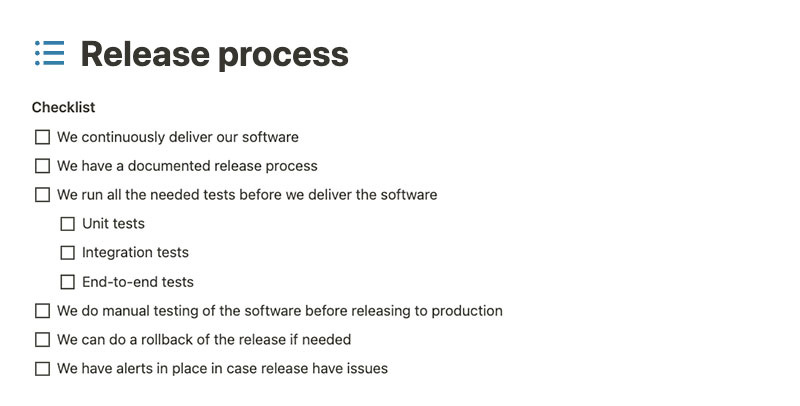 Release process
Checklist
We continuously deliver our software
We have a documented release process
We run all the needed tests before we deliver the software
Unit tests
Integration tests
End-to-end tests
We do manual testing of the software before releasing to production
We can do a rollback of the release if needed
We have alerts in place in case release have issues